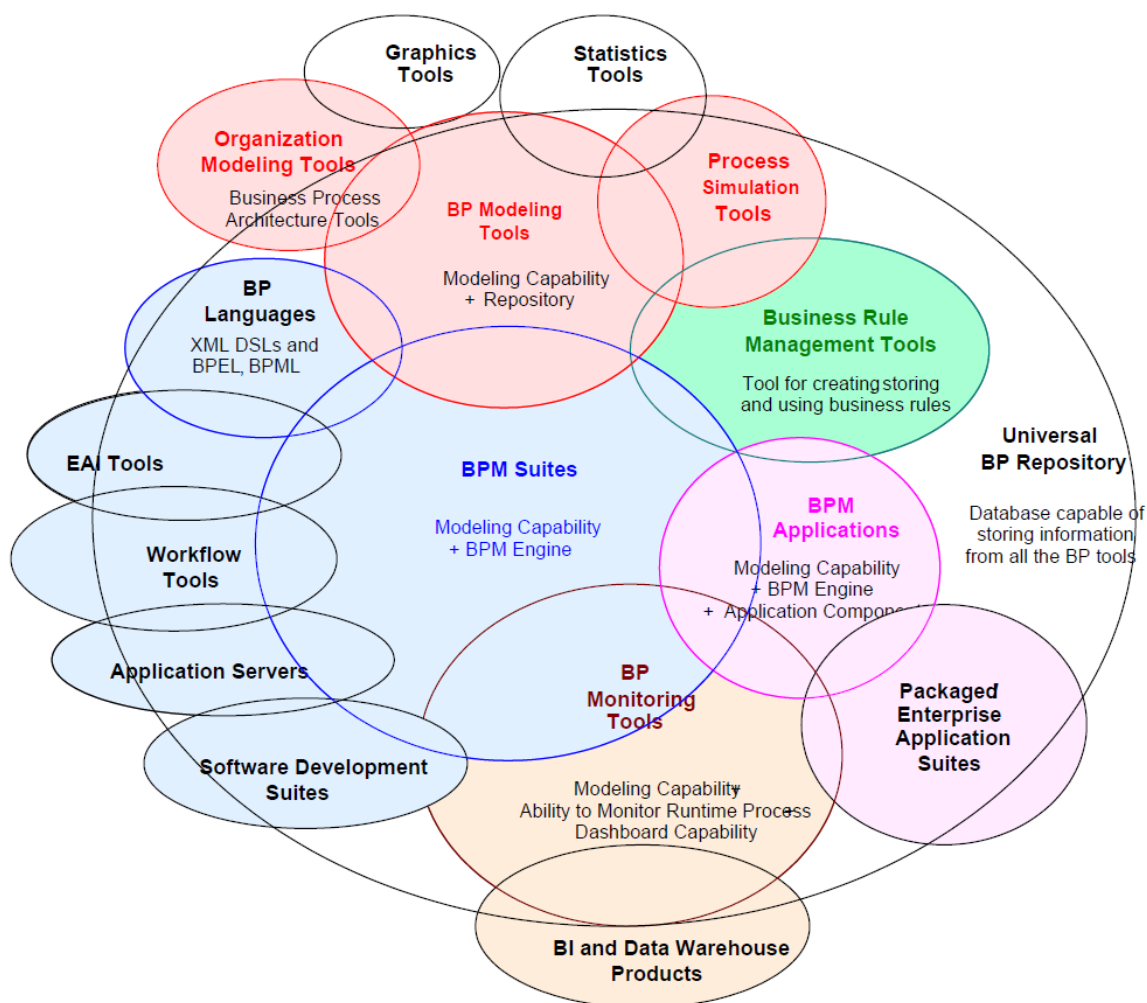 Graphics
Tools
Statistics
Tools
Organization
Modeling Tools
Business Process
Architecture Tools
BP Modeling
Tools
Modeling Capability
+ Repository
Process
Simulation
Tools
BP
Languages
XML DSLs and
BPEL, BPML
Business Rule
Management Tools
Tool for creating storing
and using business rules
EAI Tools
BPM Suites
Modeling Capability
+ BPM Engine
Universal
BP Repository
Database capable of
storing information
from all the BP tools
BPM
Applications
Modeling Capability
+ BPM Engine
+ Application
Workflow
Tools
Application Servers
BP
Monitoring
Tools
Modeling Capability+
Ability to Monitor Runtime Process +
Dashboard Capability
Packaged
Enterprise
Application
Suites
Software Development
Suites
BI and Data Warehouse
Products